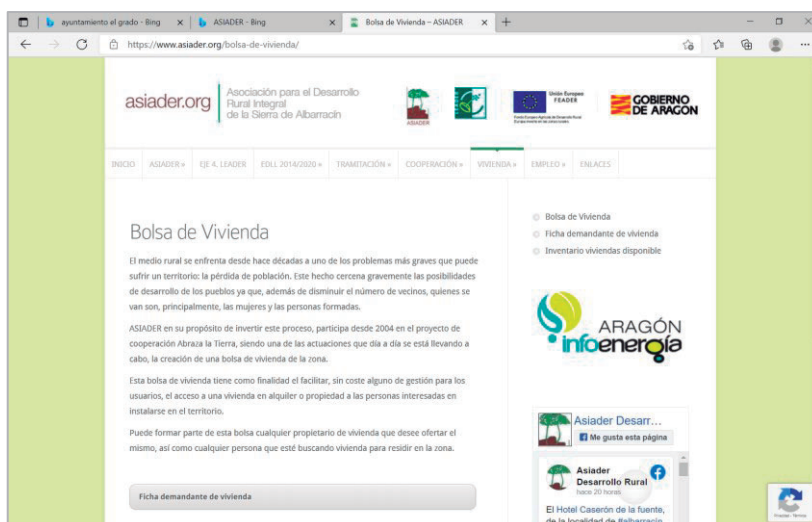 ayuntamiento el grado - Bing
ASIADER - Bing
Bolsa de Vivienda – ASIADER
https://www.asiader.org/bolsa-de-vivienda/
asiader.org
Asociación para el Desarrollo
Rural Integral
de la Sierra de Albarracín
ASIADER
Unión Europea
FEADER
GOBIERNO
DE ARAGON
INICIO
ASIADER »
EJE 4. LEADER
EDLL 2014/2020 »
TRAMITACIÓN »
COOPERACIÓN »
VIVIENDA »
EMPLEO »
ENLACES
Bolsa de Vivienda
El medio rural se enfrenta desde hace décadas a uno de los problemas más graves que puede
sufrir un territorio: la pérdida de población. Este hecho cercena gravemente las posibilidades
de desarrollo de los pueblos ya que, además de disminuir el número de vecinos, quienes se
van son, principalmente, las mujeres y las personas formadas.
ASIADER en su propósito de invertir este proceso, participa desde 2004 en el proyecto de
cooperación Abraza la Tierra, siendo una de las actuaciones que día a día se está llevando a
cabo, la creación de una bolsa de vivienda de la zona.
Esta bolsa de vivienda tiene como finalidad el facilitar, sin coste alguno de gestión para los
usuarios, el acceso a una vivienda en alquiler o propiedad a las personas interesadas en
instalarse en el territorio.
Puede formar parte de esta bolsa cualquier propietario de vivienda que desee ofertar el
mismo, así como cualquier persona que esté buscando vivienda para residir en la zona.
Ficha demandante de vivienda
Bolsa de Vivienda
Ficha demandante de vivienda
Inventario viviendas disponible
ARAGÓN
infoenergía
Asiader Desarr…
Me gusta esta página
Asiader
Desarrollo Rural
hace 20 horas
El Hotel Caserón de la fuente,
de la localidad de #albarracin